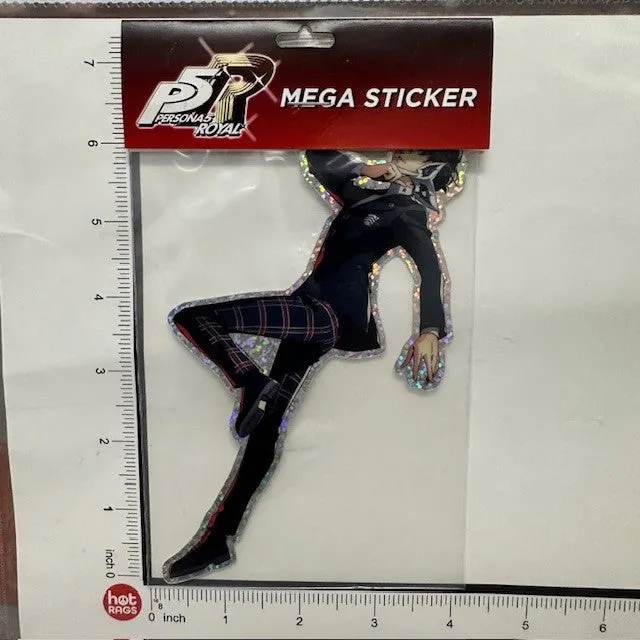 P5R
PERSONA5
ROYAL
MEGA STICKER
7
6
5
4
3
2
1
inch 0
hot
RAGS
0 inch 1 2 3 4 5 6